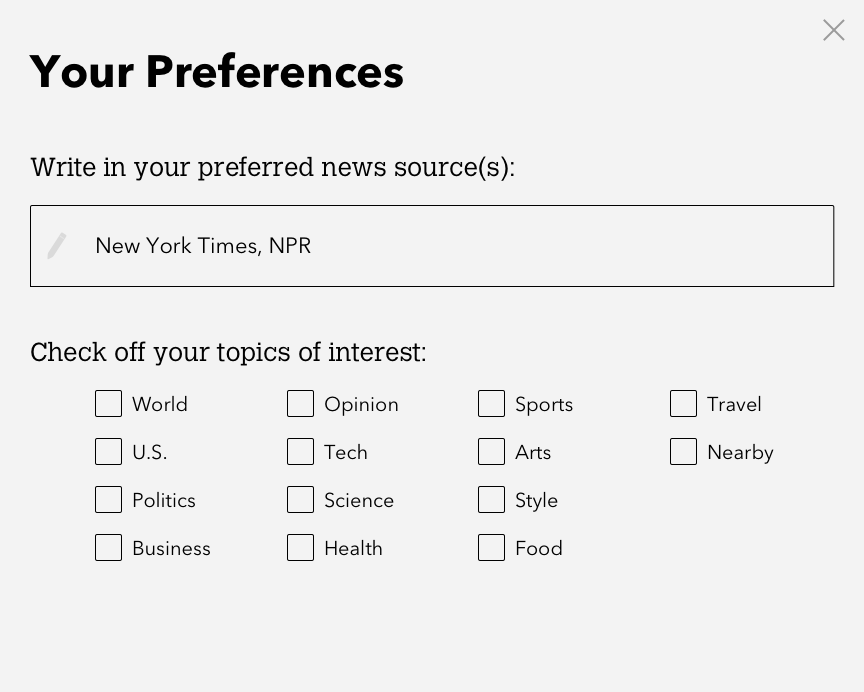 Your Preferences
Write in your preferred news source(s):
New York Times, NPR
Check off your topics of interest:
World Opinion Sports Travel
U.S. Tech Arts Nearby
Politics Science Style
Business Health Food